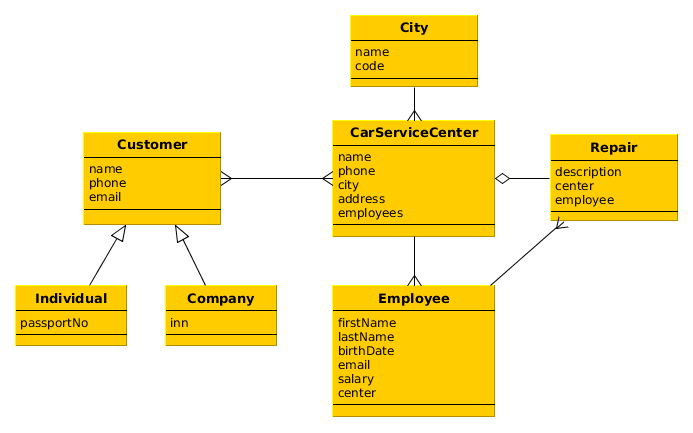 City
name
code
Customer
name
phone
email
CarServiceCenter
name
phone
city
address
employees
Repair
description
center
employee
Individual
passportNo
Company
inn
Employee
firstName
lastName
birthDate
email
salary
center